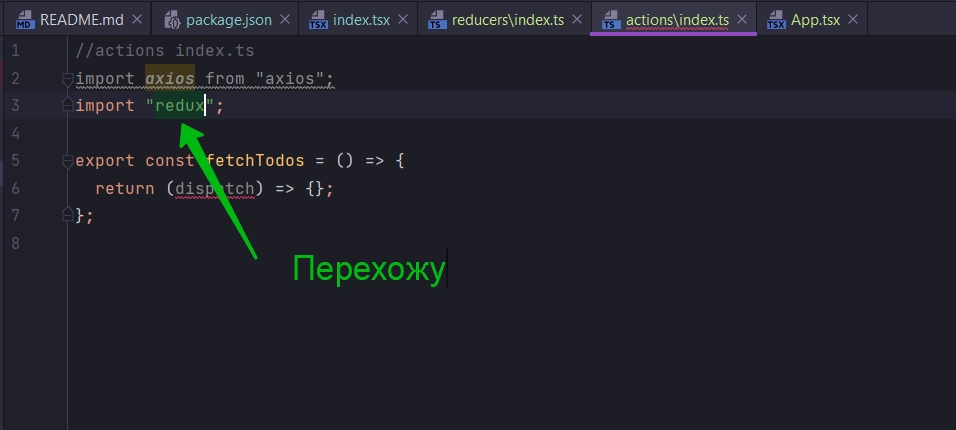 README.md package.json index.tsx reducers\index.ts actions\index.ts App.tsx
MD {} TSX TS TS TSX
1 //actions index.ts
2 import axios from "axios";
3 import "redux";
4
5 export const fetchTodos = () => {
6 return (dispatch) => {};
7 };
8
Перехожу